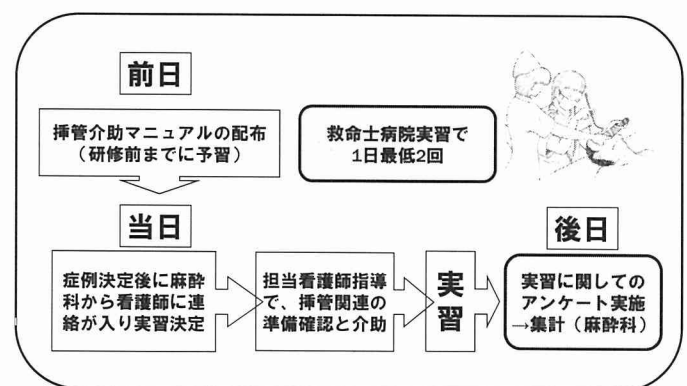 前日
挿管介助マニュアルの配布
（研修前までに予習）
救命士病院実習で
1日最低2回
当日
後日
症例決定後に麻酔
科から看護師に連
絡が入り実習決定
担当看護師指導
で、挿管関連の
準備確認と介助
実
習
実習に関しての
アンケート実施
→集計（麻酔科）